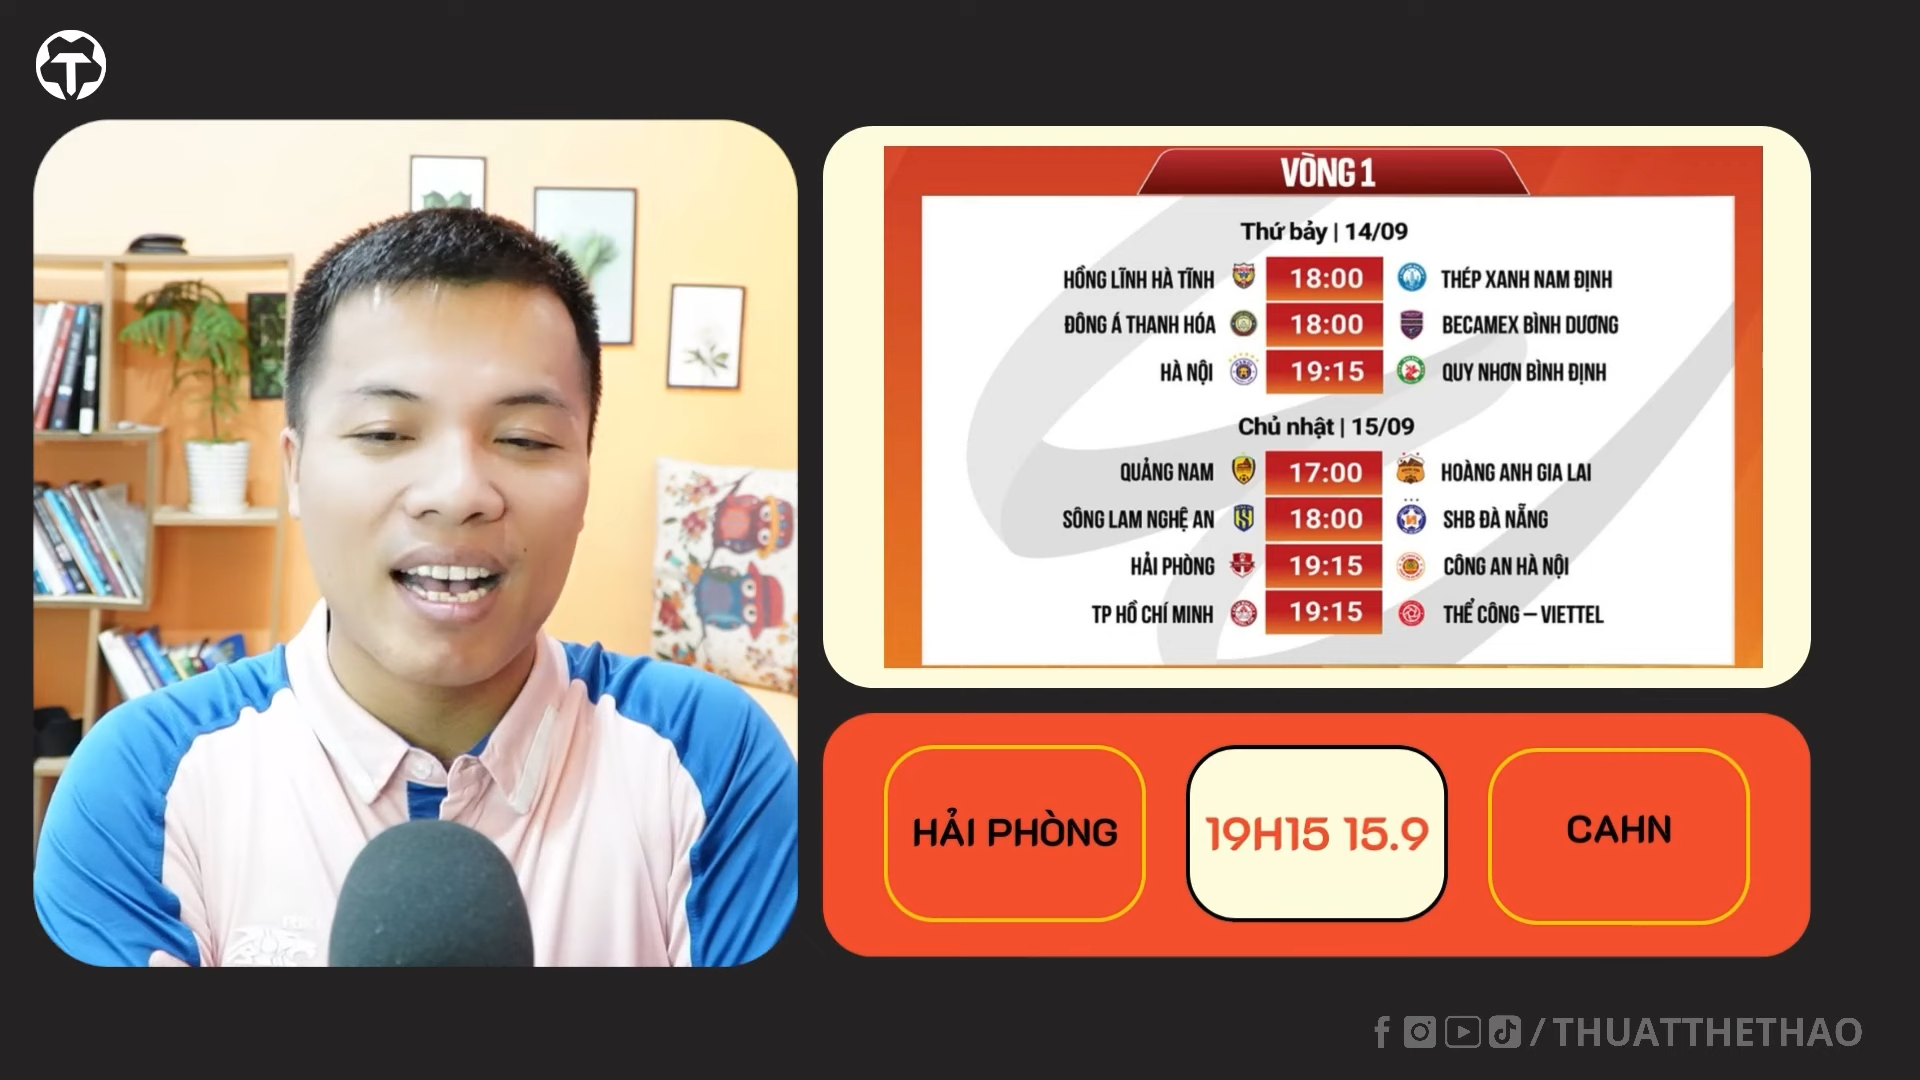 VÒNG 1
Thứ bảy | 14/09
HỒNG LĨNH HÀ TĨNH 18:00 THÉP XANH NAM ĐỊNH
ĐÔNG Á THANH HÓA 18:00 BECAMEX BÌNH DƯƠNG
HÀ NỘI 19:15 QUY NHƠN BÌNH ĐỊNH
Chủ nhật | 15/09
QUẢNG NAM 17:00 HOÀNG ANH GIA LAI
SÔNG LAM NGHỆ AN 18:00 SHB ĐÀ NẴNG
HẢI PHÒNG 19:15 CÔNG AN HÀ NỘI
TP HỒ CHÍ MINH 19:15 THỂ CÔNG – VIETTEL
HẢI PHÒNG 19H15 15.9 CAHN
/THUATTHETHAO